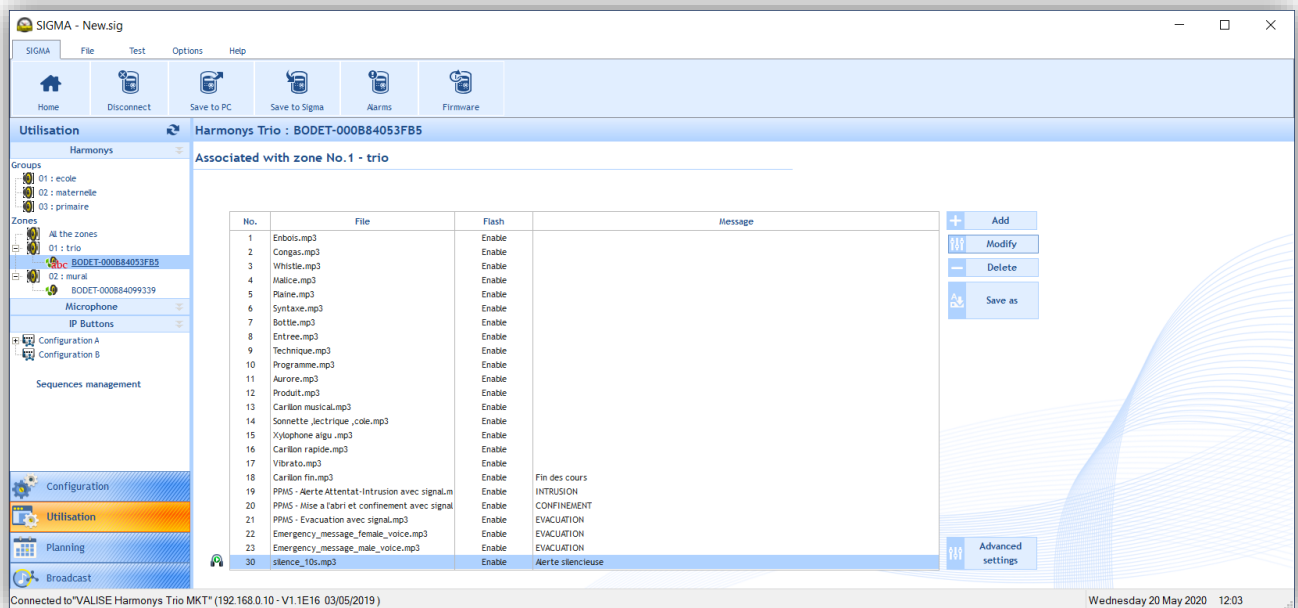 SIGMA - New.sig
SIGMA File Test Options Help
Home Disconnect Save to PC Save to Sigma Alarms Firmware
Utilisation
Harmonys Trio : BODET-000B84053FB5
Harmonys
Associated with zone No.1 - trio
Groups
01 : ecole
02 : maternelle
03 : primaire
Zones
All the zones
01 : trio
abc BODET-000B84053FB5
02 : mural
BODET-000B84099339
Microphone
IP Buttons
Configuration A
Configuration B
Sequences management
Configuration
Utilisation
Planning
Broadcast
No. File Flash Message
1 Enbois.mp3 Enable
2 Congas.mp3 Enable
3 Whistle.mp3 Enable
4 Malice.mp3 Enable
5 Plaine.mp3 Enable
6 Syntaxe.mp3 Enable
7 Bottle.mp3 Enable
8 Entree.mp3 Enable
9 Technique.mp3 Enable
10 Programme.mp3 Enable
11 Aurore.mp3 Enable
12 Produit.mp3 Enable
13 Carillon musical.mp3 Enable
14 Sonnette ,lectrique ,cole.mp3 Enable
15 Xylophone aigu .mp3 Enable
16 Carillon rapide.mp3 Enable
17 Vibrato.mp3 Enable
18 Carillon fin.mp3 Enable Fin des cours
19 PPMS - Alerte Attentat-Intrusion avec signal.m Enable INTRUSION
20 PPMS - Mise a l'abri et confinement avec signal Enable CONFINEMENT
21 PPMS - Evacuation avec signal.mp3 Enable EVACUATION
22 Emergency_message_female_voice.mp3 Enable EVACUATION
23 Emergency_message_male_voice.mp3 Enable EVACUATION
30 silence_10s.mp3 Enable Alerte silencieuse
Add
Modify
Delete
Save as
Advanced
settings
Connected to"VALISE Harmonys Trio MKT" (192.168.0.10 - V1.1E16 03/05/2019 )
Wednesday 20 May 2020 12:03